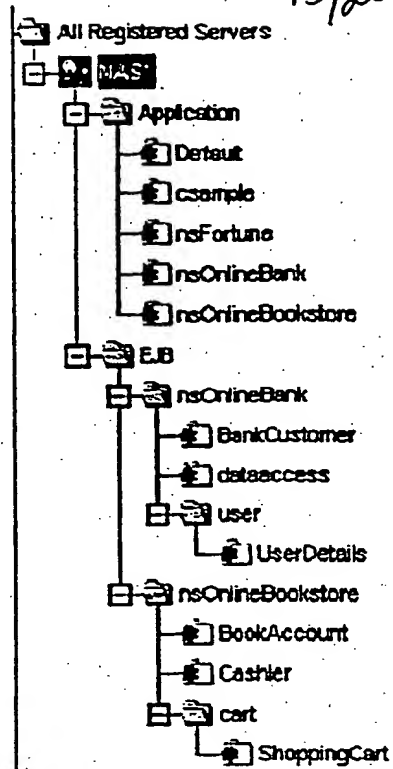 All Registered Servers
NAS1
Application
Default
csample
nsFortune
nsOnlineBank
nsOnlineBookstore
EJB
nsOnlineBank
BankCustomer
dataaccess
user
UserDetails
nsOnlineBookstore
BookAccount
Cashier
cart
ShoppingCart